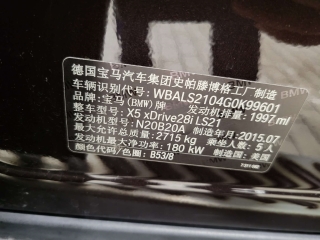 德国宝马汽车集团史帕滕博格工厂制造
车辆识别代号: WBALS2104G0K99601
品牌: 宝马 (BMW) 牌 发动机排量: 1997 ml
整车型号: X5 xDrive28i LS21
发动机型号: N20B20A 制造年月: 2015.07
最大允许总质量: 2715 kg 乘坐人数: 5 人
发动机最大净功率: 180 kW 制造国: 美国
颜色代码/色圈: B53/8